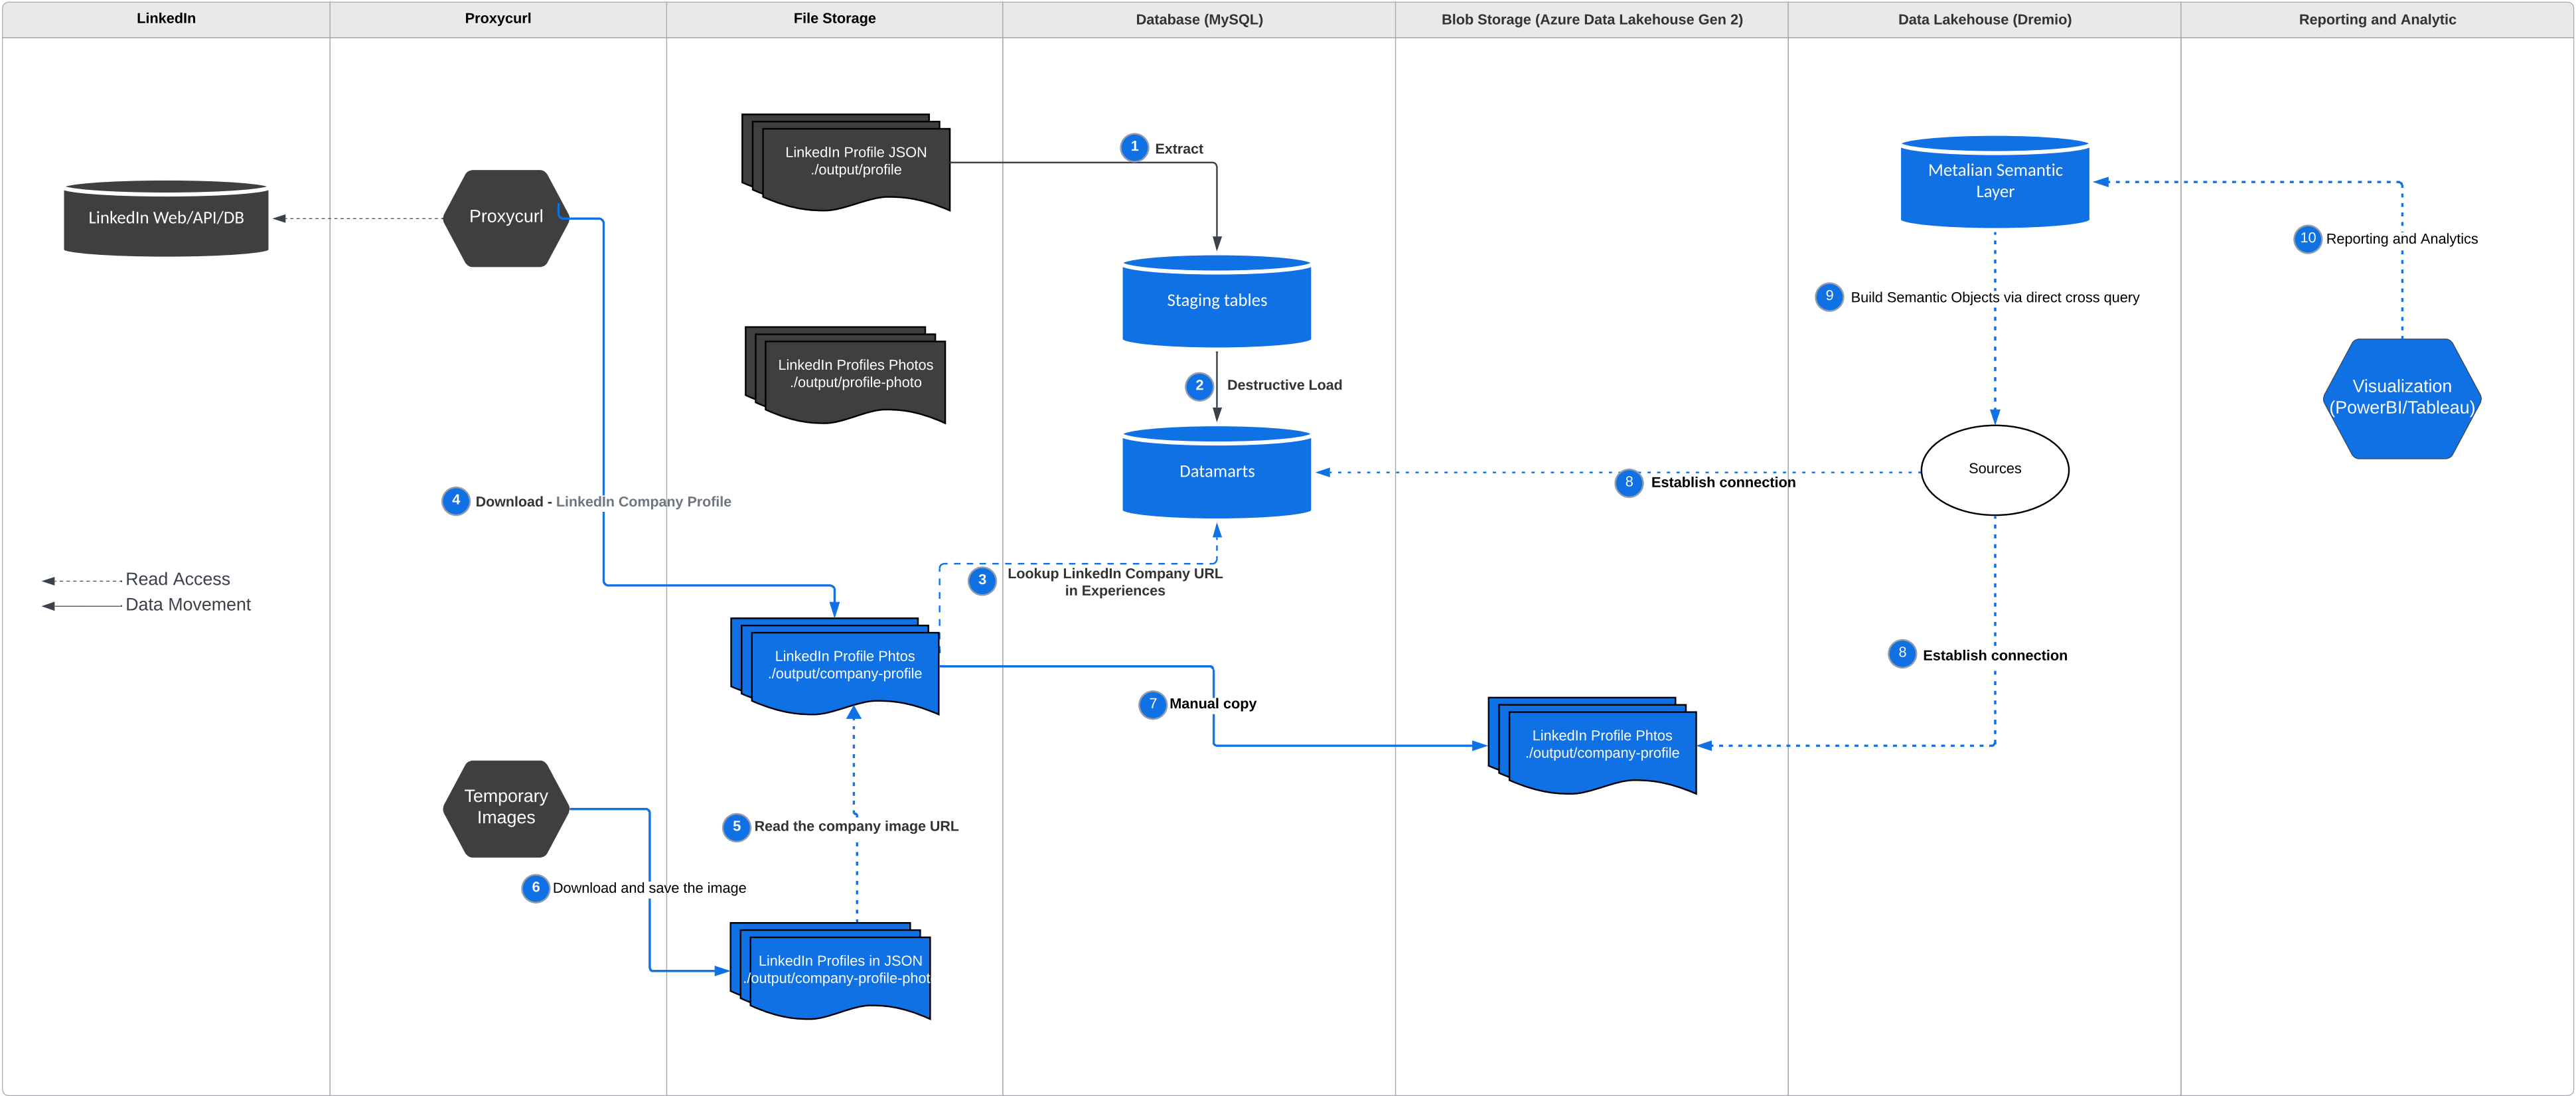 LinkedIn
Proxycurl
File Storage
Database (MySQL)
Blob Storage (Azure Data Lakehouse Gen 2)
Data Lakehouse (Dremio)
Reporting and Analytic
LinkedIn Web/API/DB
Proxycurl
LinkedIn Profile JSON
./output/profile
1 Extract
Staging tables
LinkedIn Profiles Photos
./output/profile-photo
2 Destructive Load
Datamarts
Metalian Semantic
Layer
9 Build Semantic Objects via direct cross query
Sources
10 Reporting and Analytics
Visualization
(PowerBI/Tableau)
8 Establish connection
4 Download - LinkedIn Company Profile
Read Access
Data Movement
3 Lookup LinkedIn Company URL
in Experiences
LinkedIn Profile Phtos
./output/company-profile
7 Manual copy
8 Establish connection
LinkedIn Profile Phtos
./output/company-profile
Temporary
Images
5 Read the company image URL
6 Download and save the image
LinkedIn Profiles in JSON
./output/company-profile-phot